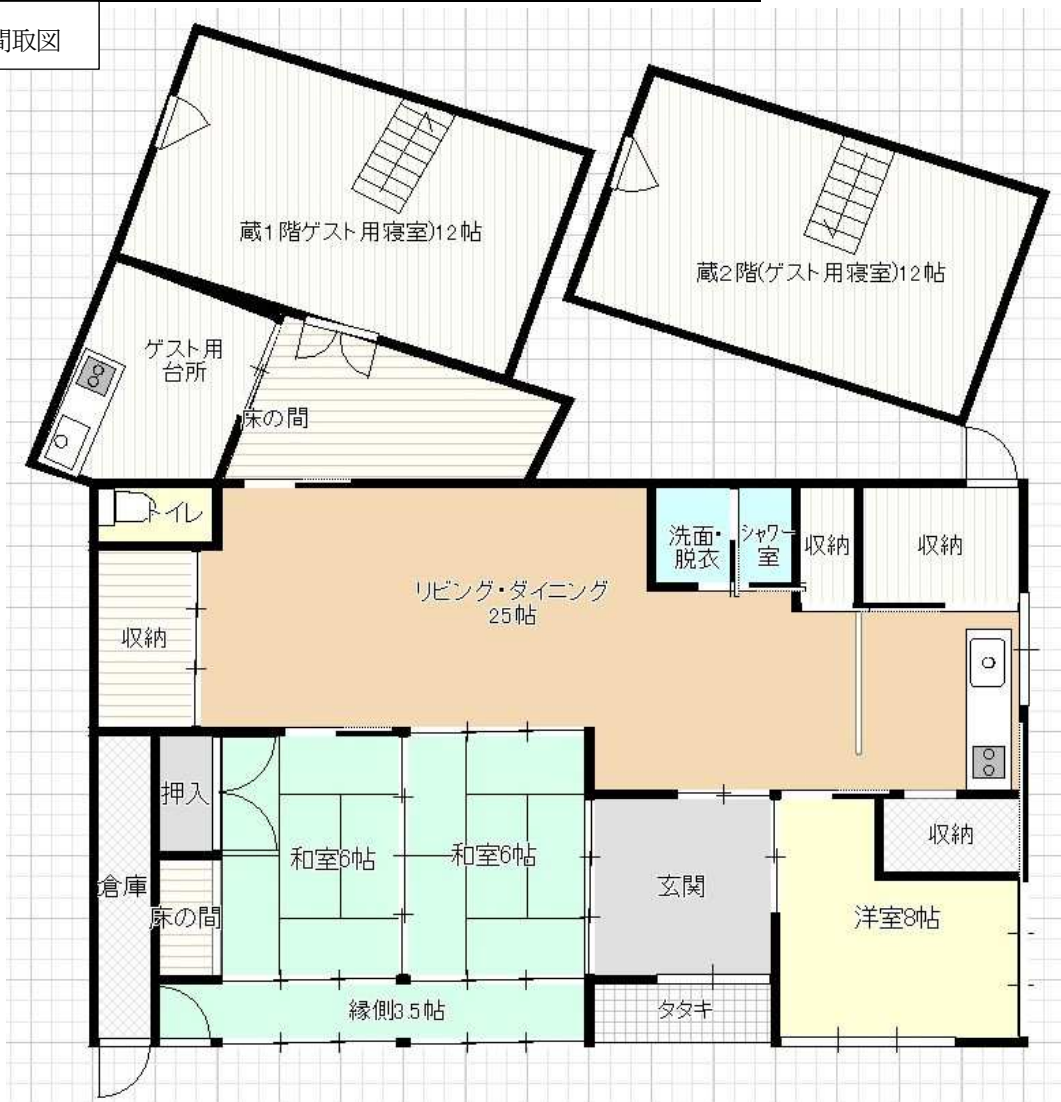 間取図
蔵1階ゲスト用寝室)12帖
蔵2階(ゲスト用寝室)12帖
ゲスト用
台所
床の間
トイレ
洗面・
脱衣
シャワー
室
収納
収納
リビング・ダイニング
25帖
収納
押入
和室6帖
和室6帖
倉庫
床の間
玄関
収納
洋室8帖
縁側3.5帖
タタキ